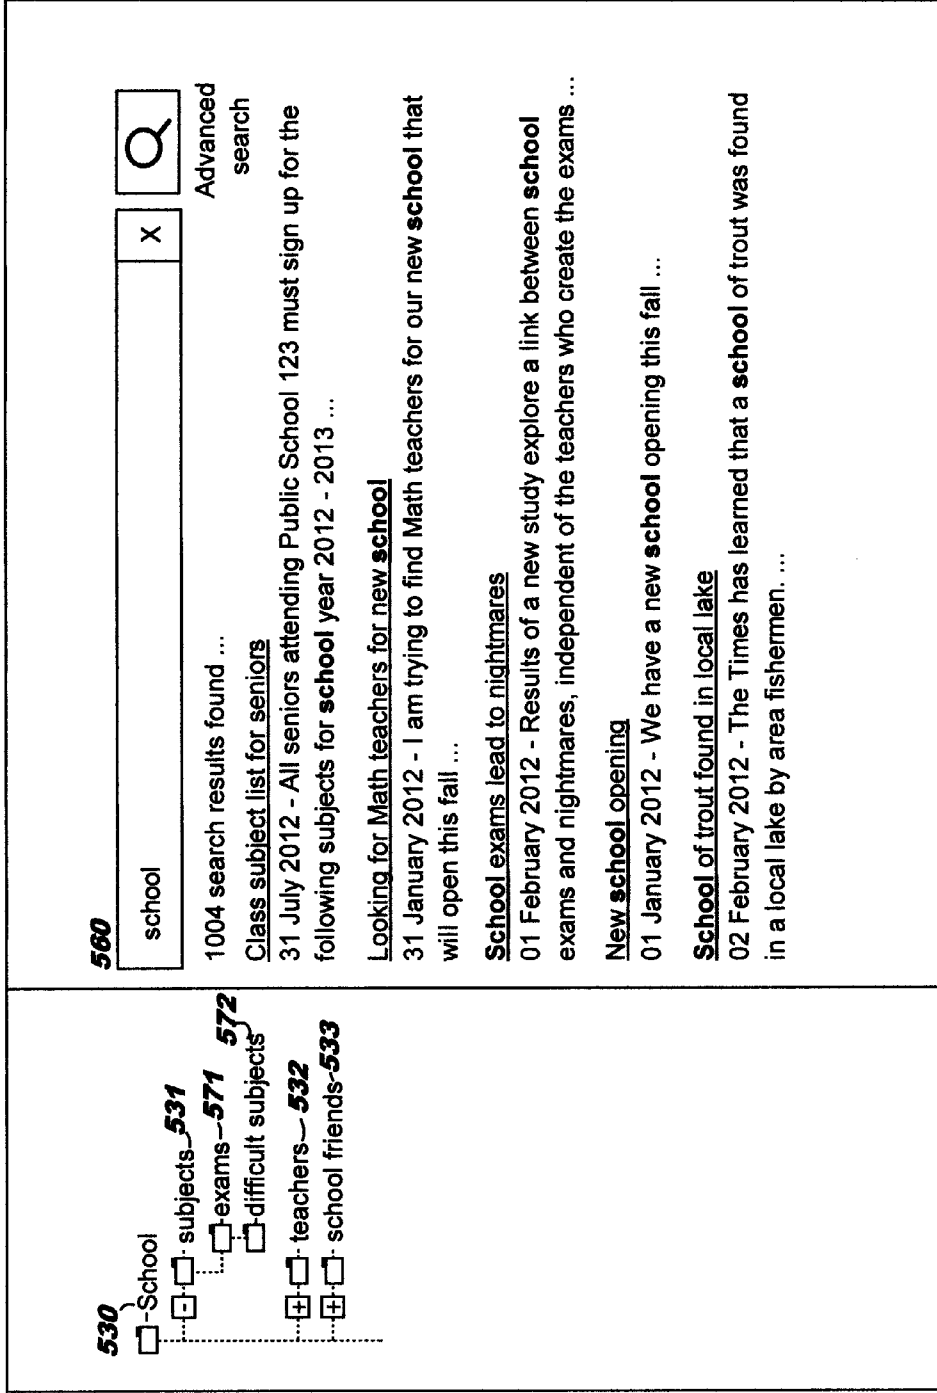 530
School
- subjects 531
exams 571
difficult subjects 572
+ teachers 532
+ school friends 533
560
school X
Advanced
search
1004 search results found ...
Class subject list for seniors
31 July 2012 - All seniors attending Public School 123 must sign up for the
following subjects for school year 2012 - 2013 ...
Looking for Math teachers for new school
31 January 2012 - I am trying to find Math teachers for our new school that
will open this fall ...
School exams lead to nightmares
01 February 2012 - Results of a new study explore a link between school
exams and nightmares, independent of the teachers who create the exams ...
New school opening
01 January 2012 - We have a new school opening this fall ...
School of trout found in local lake
02 February 2012 - The Times has learned that a school of trout was found
in a local lake by area fishermen. ...